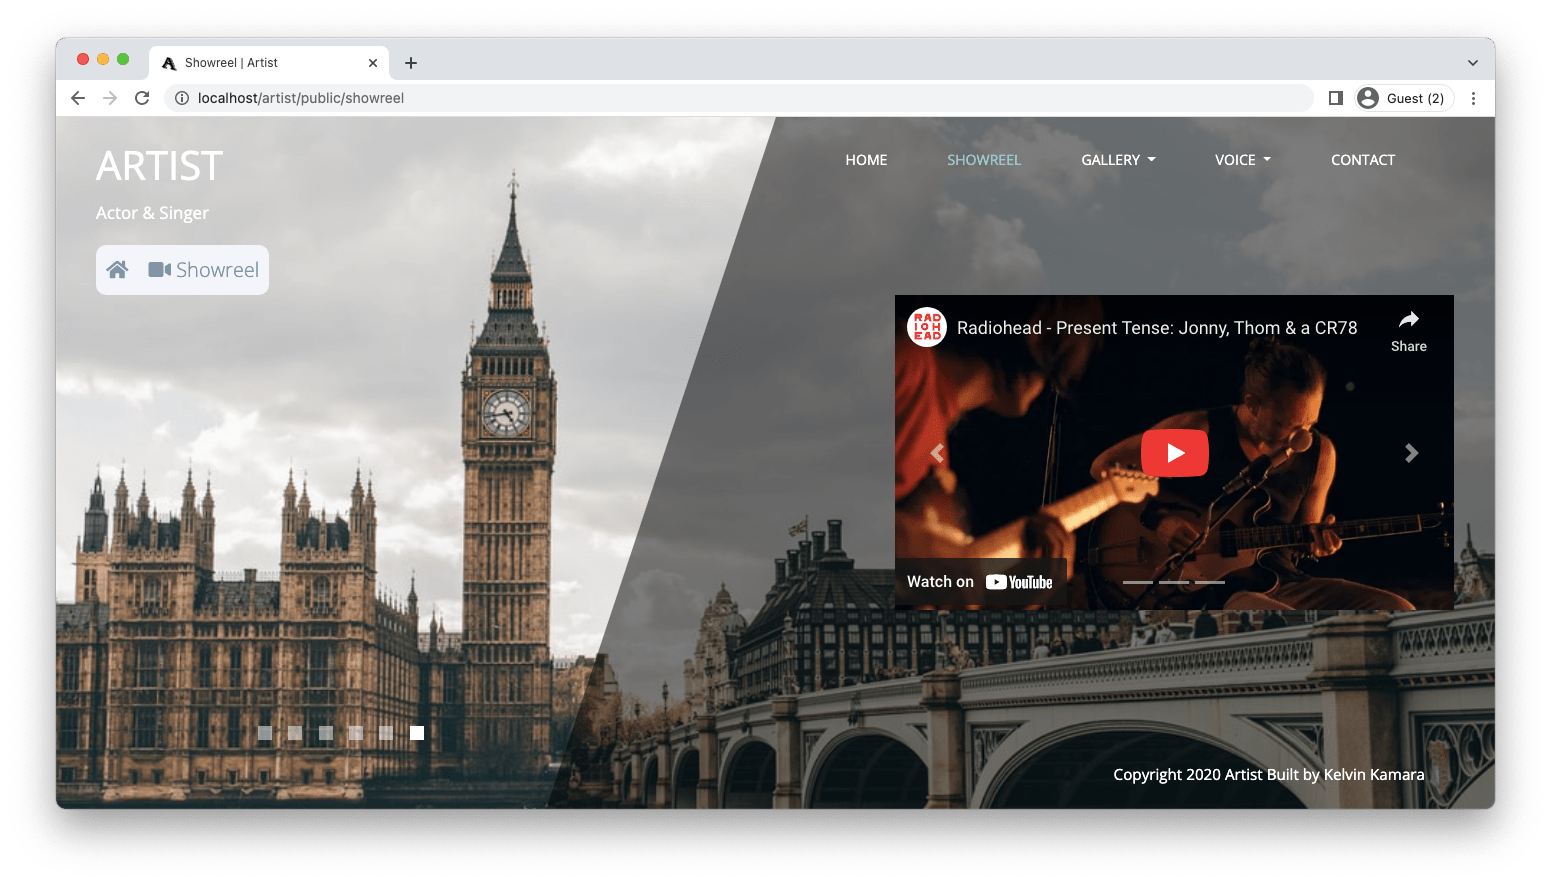 Showreel | Artist
localhost/artist/public/showreel
Guest (2)
ARTIST
Actor & Singer
HOME SHOWREEL GALLERY VOICE CONTACT
Showreel
RAD
IOH
EAD
Radiohead - Present Tense: Jonny, Thom & a CR78
Share
Watch on YouTube
Copyright 2020 Artist Built by Kelvin Kamara